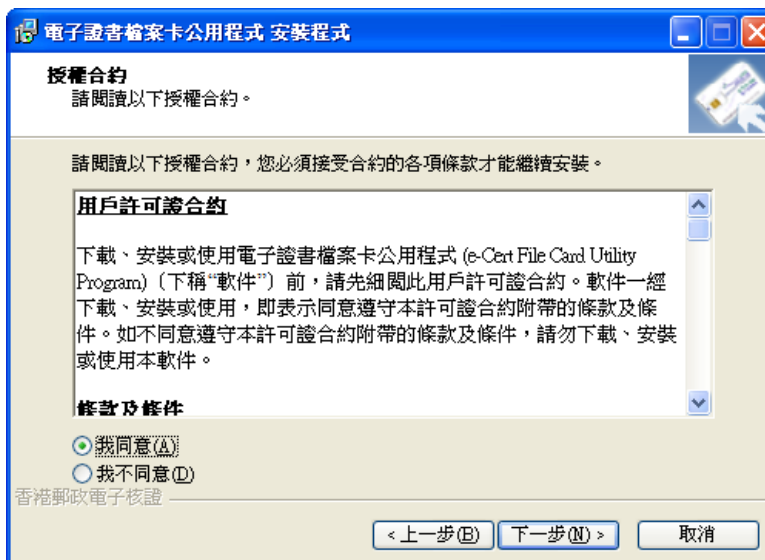 電子證書檔案卡公用程式 安裝程式
授權合約
請閱讀以下授權合約。
請閱讀以下授權合約，您必須接受合約的各項條款才能繼續安裝。
用戶許可證合約
下載、安裝或使用電子證書檔案卡公用程式 (e-Cert File Card Utility
Program)（下稱“軟件”）前，請先細閱此用戶許可證合約。軟件一經
下載、安裝或使用，即表示同意遵守本許可證合約附帶的條款及條
件。如不同意遵守本許可證合約附帶的條款及條件，請勿下載、安裝
或使用本軟件。
條款及條件
我同意(A)
我不同意(D)
香港郵政電子核證
< 上一步(B) 下一步(N) > 取消